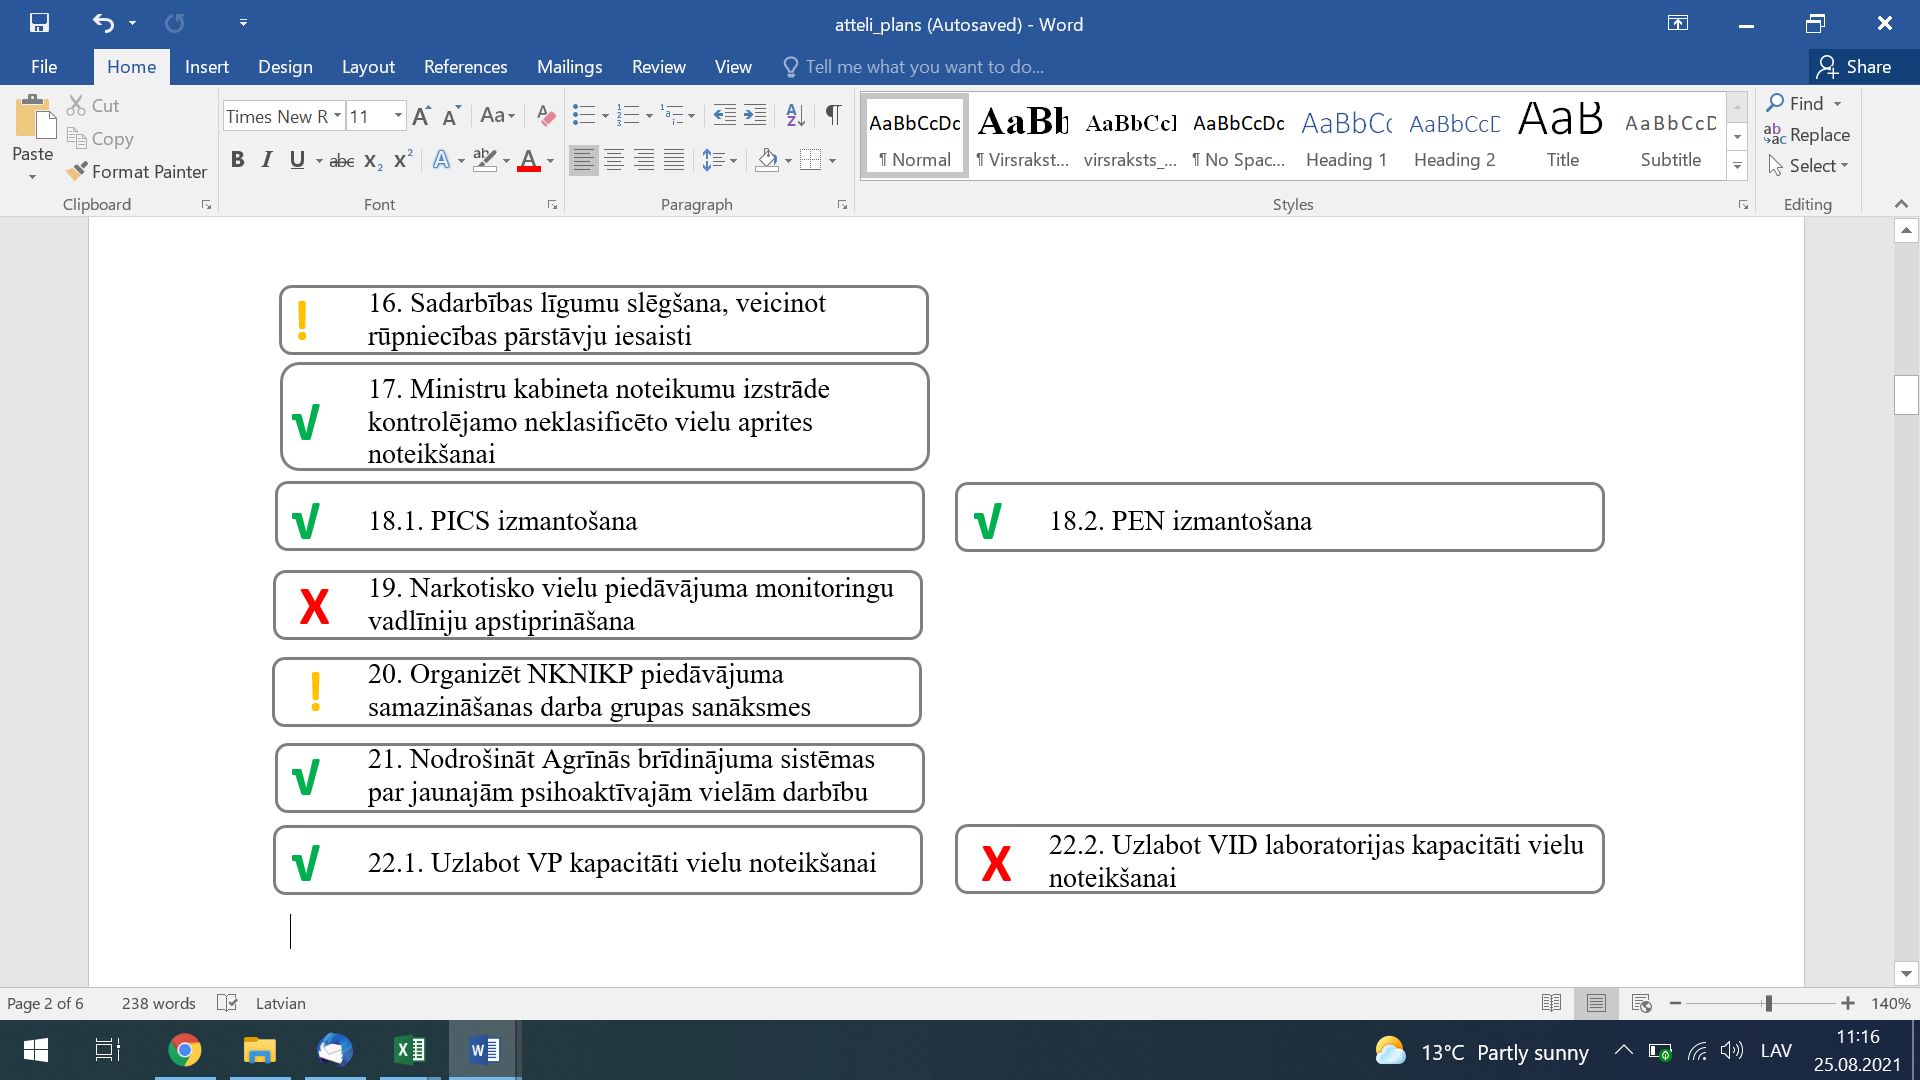 atteli_plans (Autosaved) - Word
File Home Insert Design Layout References Mailings Review View Tell me what you want to do... Share
Paste
Cut
Copy
Format Painter
Clipboard
Times New R 11
Font
Paragraph
AaBbCcDc AaBb AaBbCcI AaBbCcDc AaBbCc AaBbCcD AaB AaBbCcD
¶ Normal ¶ Virsrakst... virsraksts_... ¶ No Spac... Heading 1 Heading 2 Title Subtitle
Styles
Find
Replace
Select
Editing
! 16. Sadarbības līgumu slēgšana, veicinot
rūpniecības pārstāvju iesaisti
√ 17. Ministru kabineta noteikumu izstrāde
kontrolējamo neklasificēto vielu aprites
noteikšanai
√ 18.1. PICS izmantošana
√ 18.2. PEN izmantošana
X 19. Narkotisko vielu piedāvājuma monitoringu
vadlīniju apstiprināšana
! 20. Organizēt NKNIKP piedāvājuma
samazināšanas darba grupas sanāksmes
√ 21. Nodrošināt Agrīnās brīdinājuma sistēmas
par jaunajām psihoaktīvajām vielām darbību
√ 22.1. Uzlabot VP kapacitāti vielu noteikšanai
X 22.2. Uzlabot VID laboratorijas kapacitāti vielu
noteikšanai
Page 2 of 6 238 words Latvian 140%
13°C Partly sunny LAV
11:16
25.08.2021